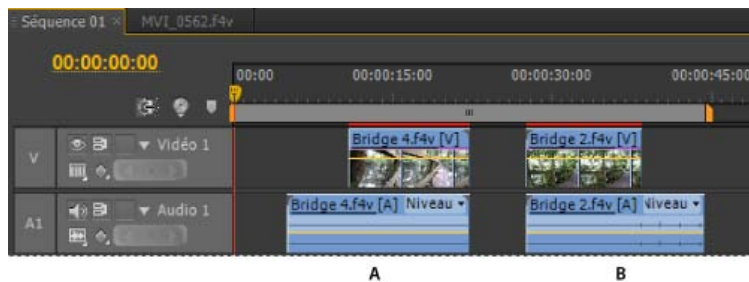 Séquence 01 × MVI_0562.f4v
00:00:00:00
00:00 00:00:15:00 00:00:30:00 00:00:45:00
V Vidéo 1 Bridge 4.f4v [V] Bridge 2.f4v [V]
A1 Audio 1 Bridge 4.f4v [A] Niveau Bridge 2.f4v [A] Niveau
A B